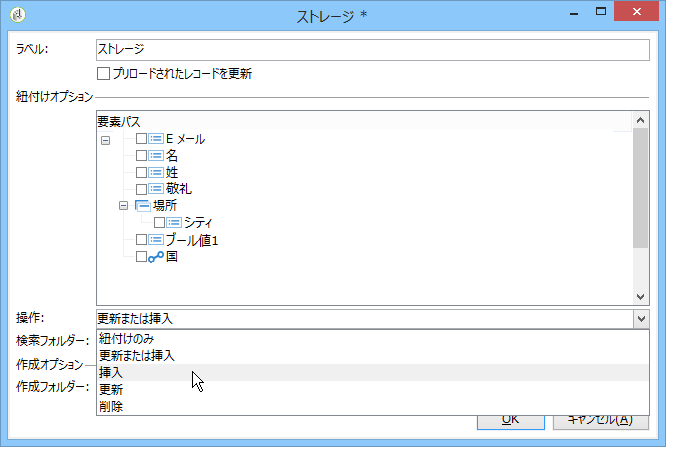 ストレージ *
ラベル:
ストレージ
プリロードされたレコードを更新
紐付けオプション
要素パス
E メール
名
姓
敬礼
場所
シティ
ブール値1
国
操作:
更新または挿入
検索フォルダー:
紐付けのみ
更新または挿入
作成オプション
挿入
作成フォルダー:
更新
削除
OK
キャンセル(A)